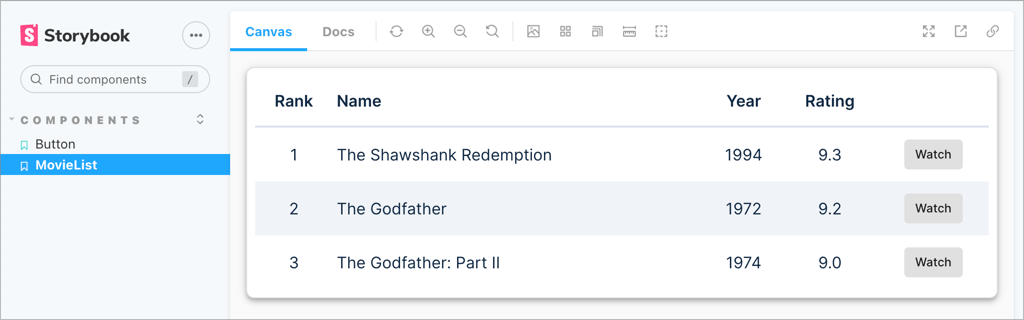 Storybook
Find components /
COMPONENTS
Button
MovieList
Canvas Docs
Rank Name Year Rating
1 The Shawshank Redemption 1994 9.3 Watch
2 The Godfather 1972 9.2 Watch
3 The Godfather: Part II 1974 9.0 Watch